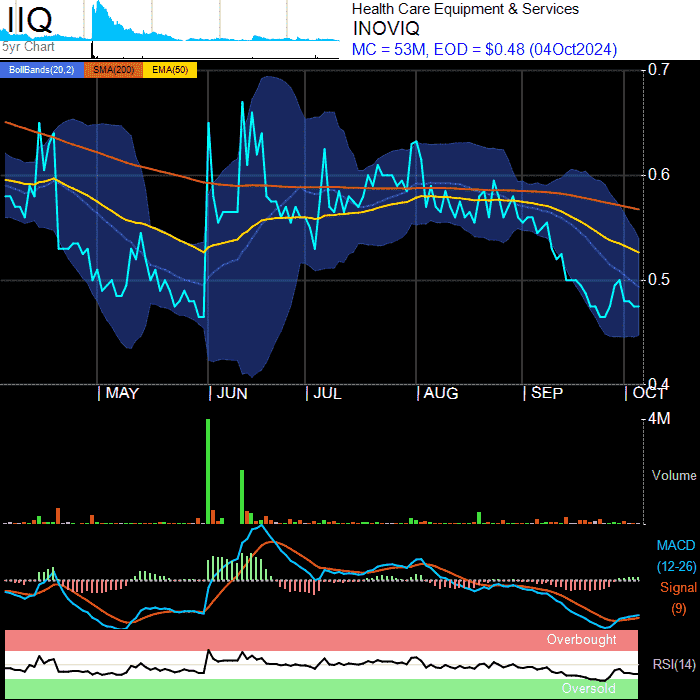 IIQ
5yr Chart
Health Care Equipment & Services
INOVIQ
MC = 53M, EOD = $0.48 (04Oct2024)
BollBands(20,2) SMA(200) EMA(50)
0.7
0.6
0.5
0.4
MAY JUN JUL AUG SEP OCT
4M
Volume
MACD
(12-26)
Signal
(9)
Overbought
RSI(14)
Oversold